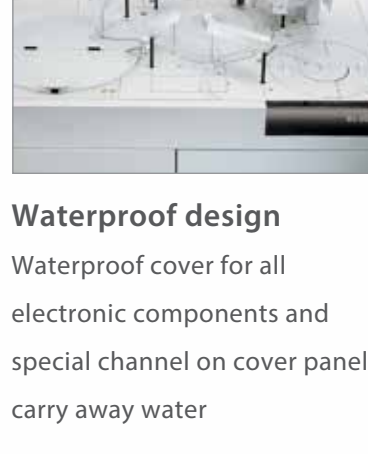 Waterproof design
Waterproof cover for all
electronic components and
special channel on cover panel
carry away water